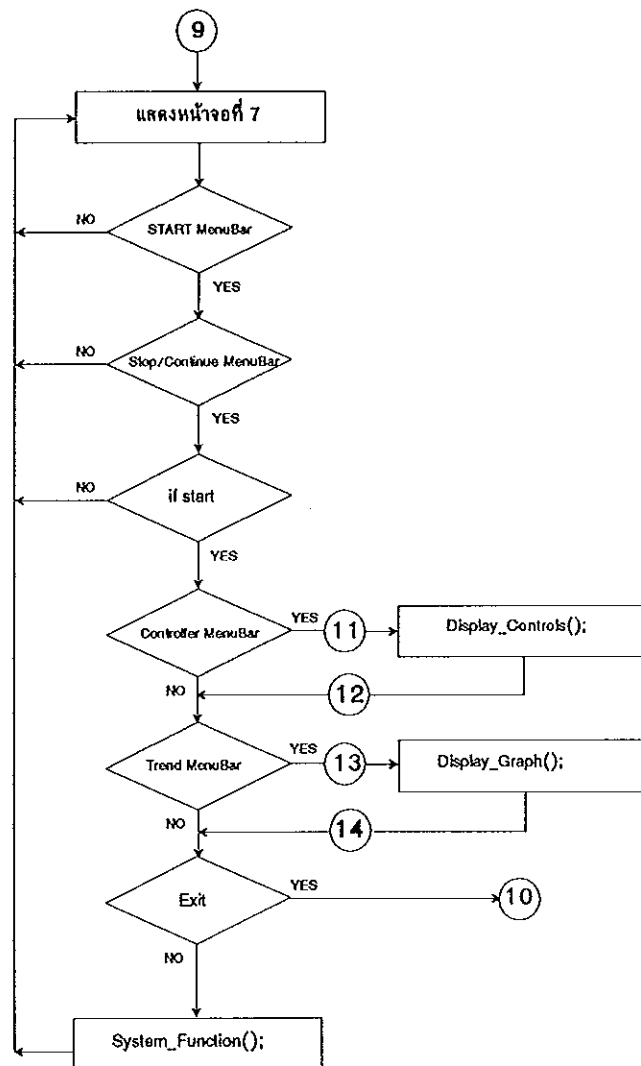 9
แสดงหน้าจอที่ 7
NO
START MenuBar
YES
NO
Stop/Continue MenuBar
YES
NO
if start
YES
Controller MenuBar
YES
11
Display_Controls();
NO
12
Trend MenuBar
YES
13
Display_Graph();
NO
14
Exit
YES
10
NO
System_Function();